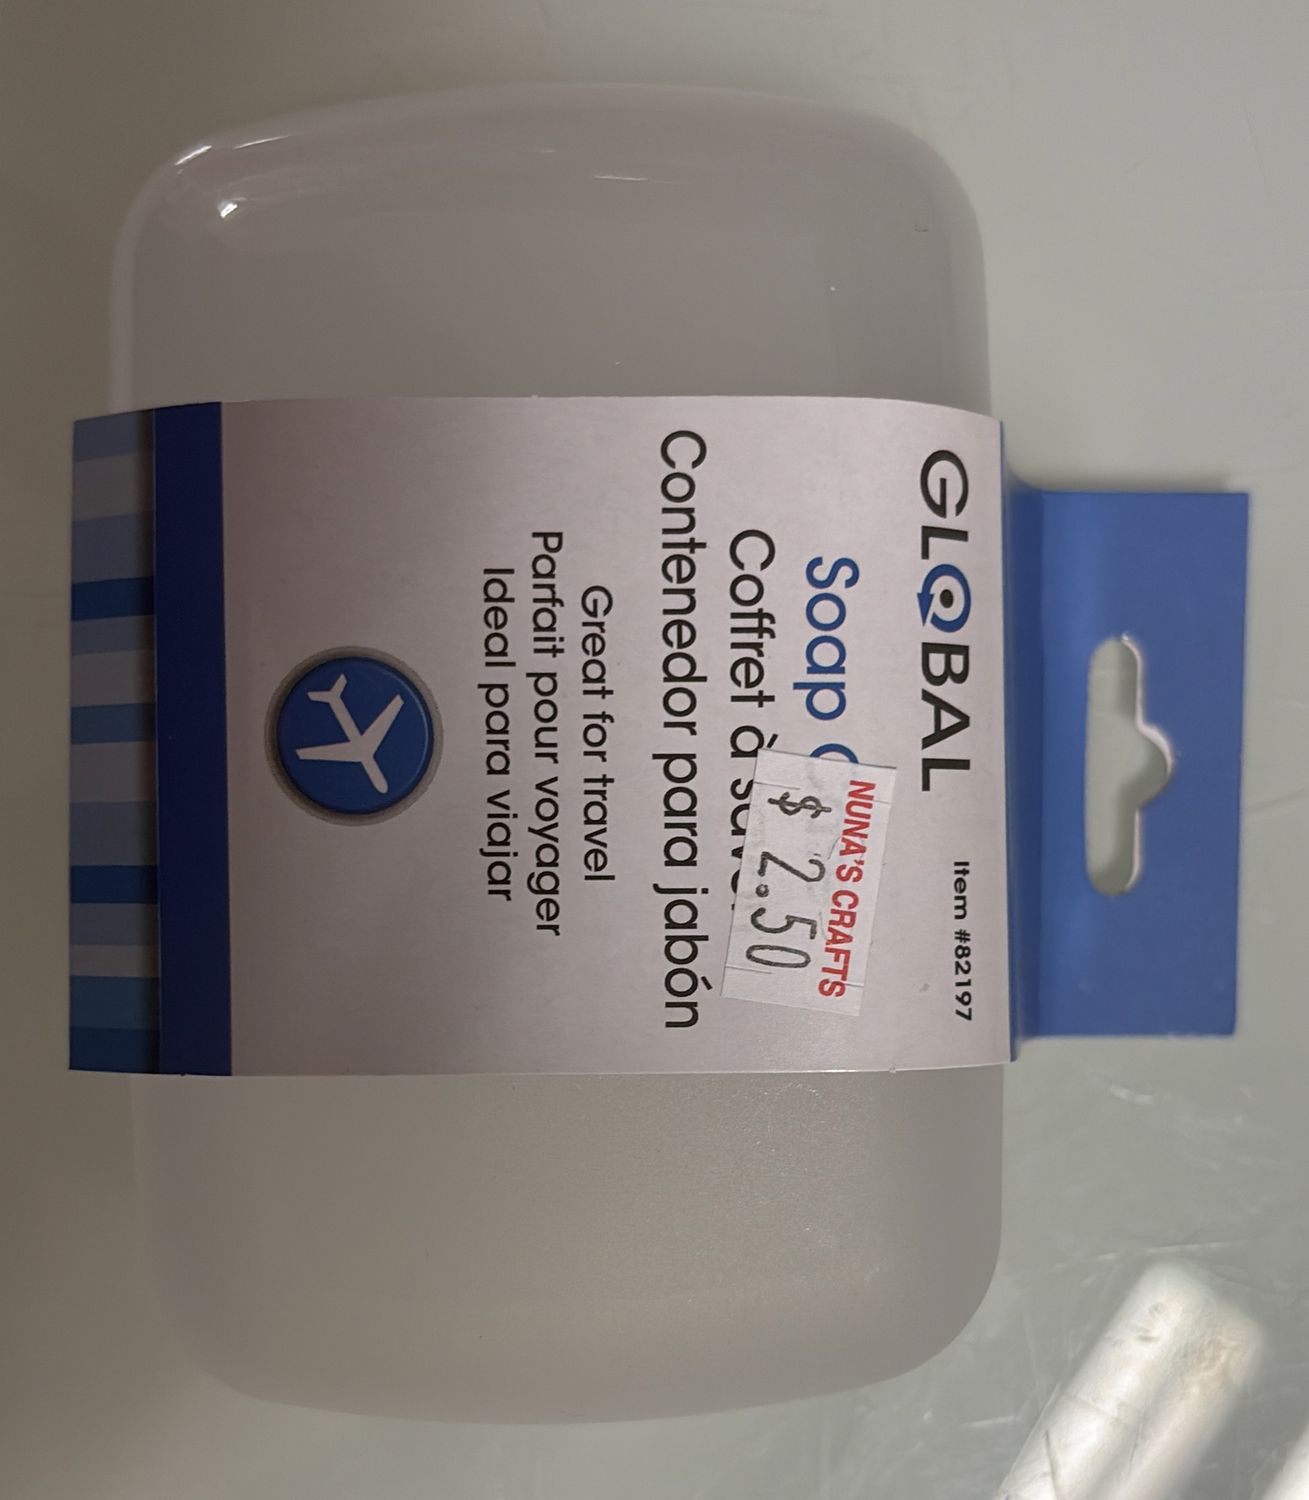 GLOBAL
Item #82197
Soap
Coffret à
Contenedor para jabón
NUNA'S CRAFTS
$ 2.50
Great for travel
Parfait pour voyager
Ideal para viajar